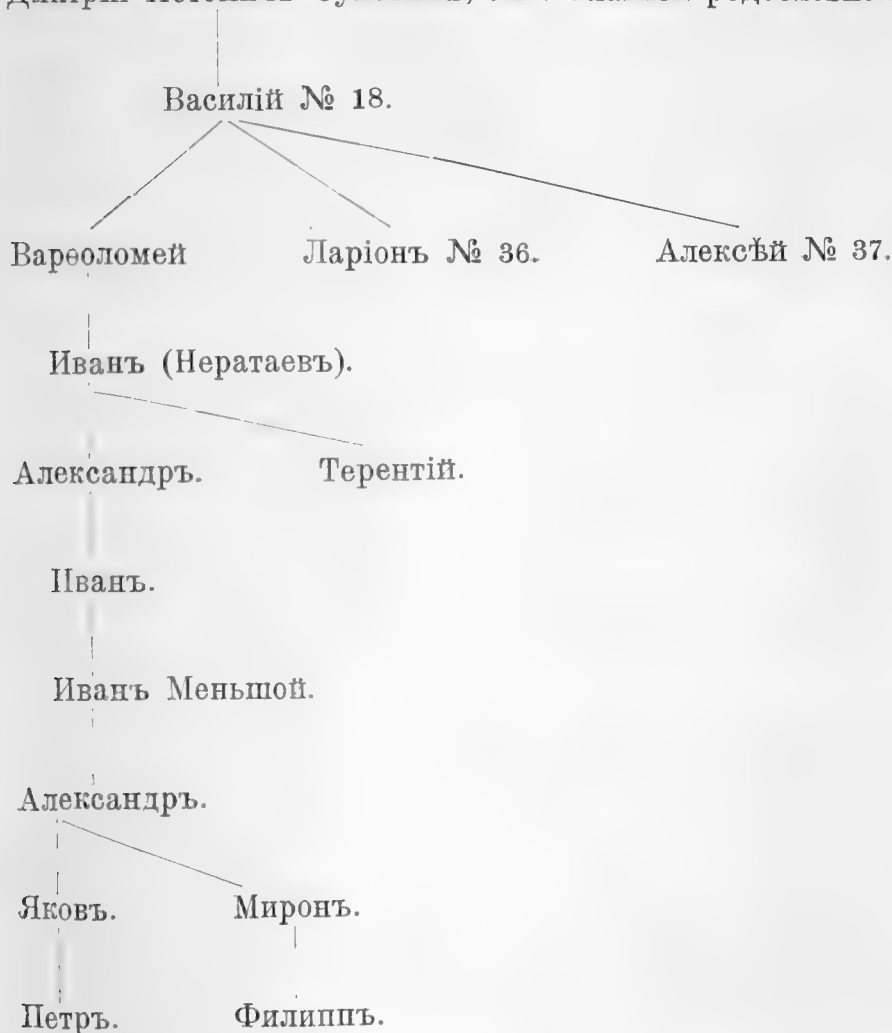 Василій № 18.
Варѳоломей Ларіонъ № 36. Алексѣй № 37.
Иванъ (Нератаевъ).
Александръ. Терентій.
Иванъ.
Иванъ Меньшой.
Александръ.
Яковъ. Миронъ.
Петръ. Филиппъ.